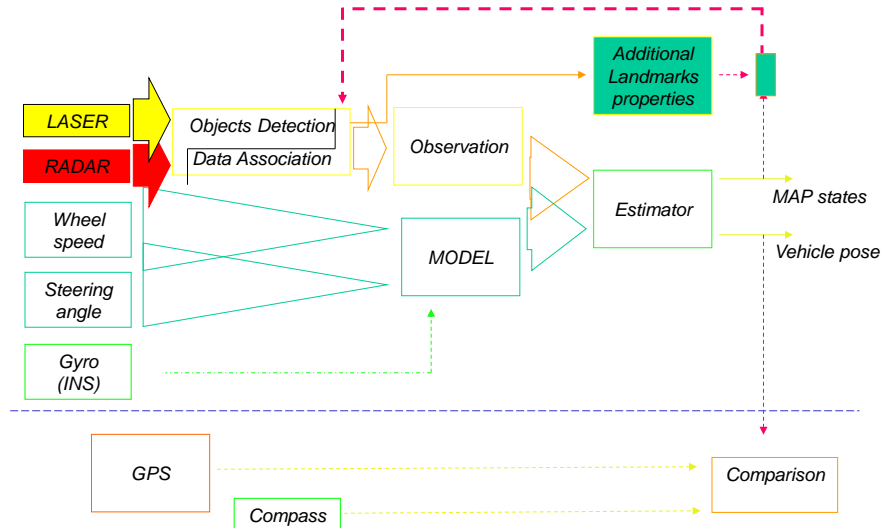 Additional
Landmarks
properties
LASER
Objects Detection
Data Association
Observation
RADAR
Wheel
speed
MODEL
Estimator
MAP states
Vehicle pose
Steering
angle
Gyro
(INS)
GPS
Comparison
Compass